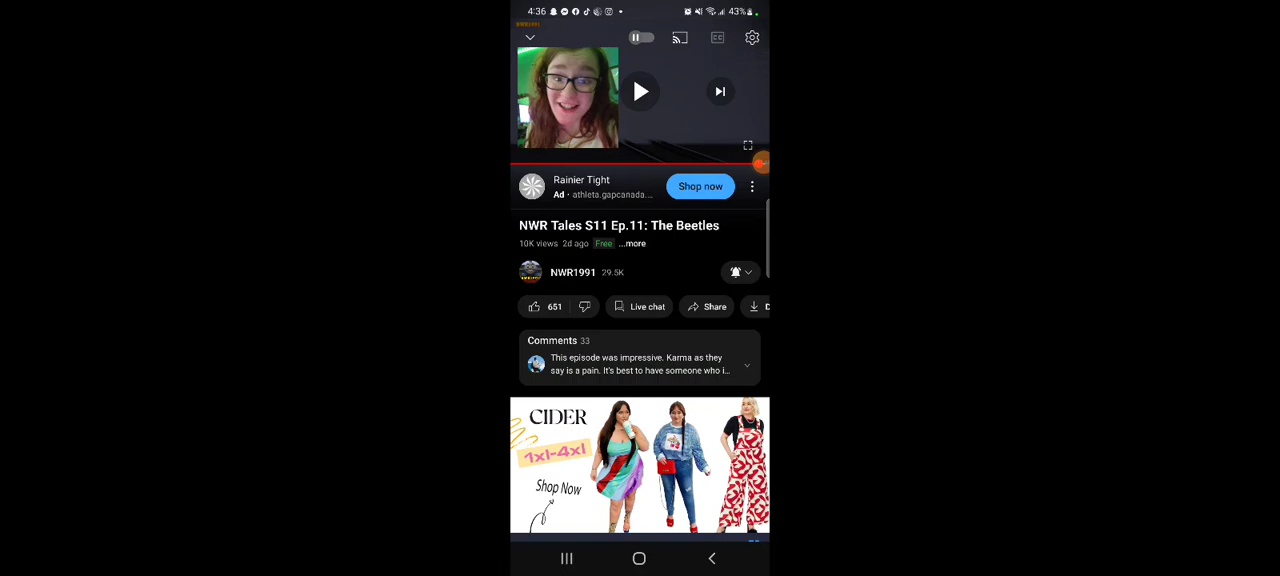 4:36
43%
Rainier Tight
Shop now
Ad · athleta.gapcanada....
NWR Tales S11 Ep.11: The Beetles
10K views 2d ago Free ...more
NWR1991 29.5K
651
Live chat
Share
D
Comments 33
This episode was impressive. Karma as they
say is a pain. It's best to have someone who i...
CIDER
1xl-4xl
Shop Now